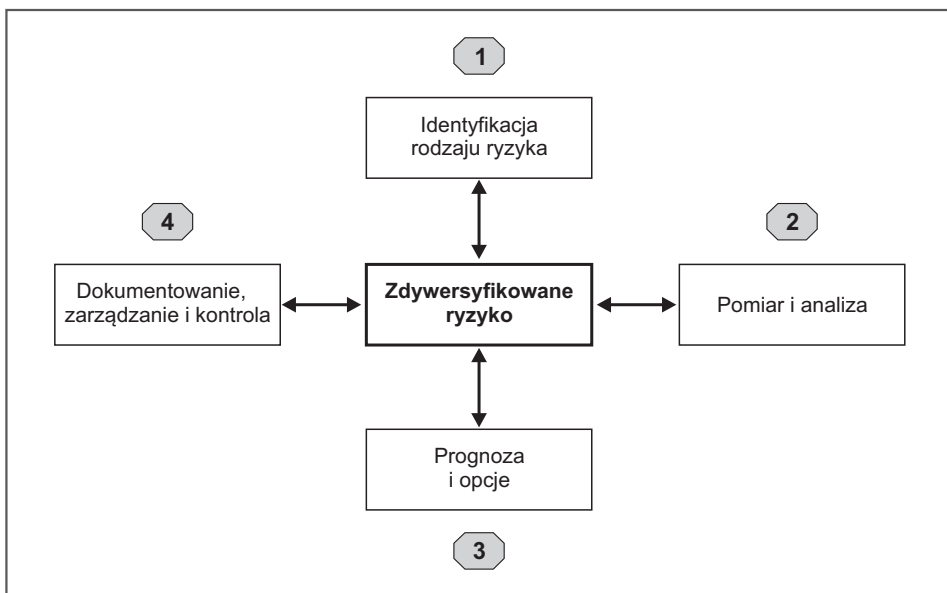 1
Identyfikacja
rodzaju ryzyka
4
2
Dokumentowanie,
zarządzanie i kontrola
Zdywersyfikowane
ryzyko
Pomiar i analiza
Prognoza
i opcje
3